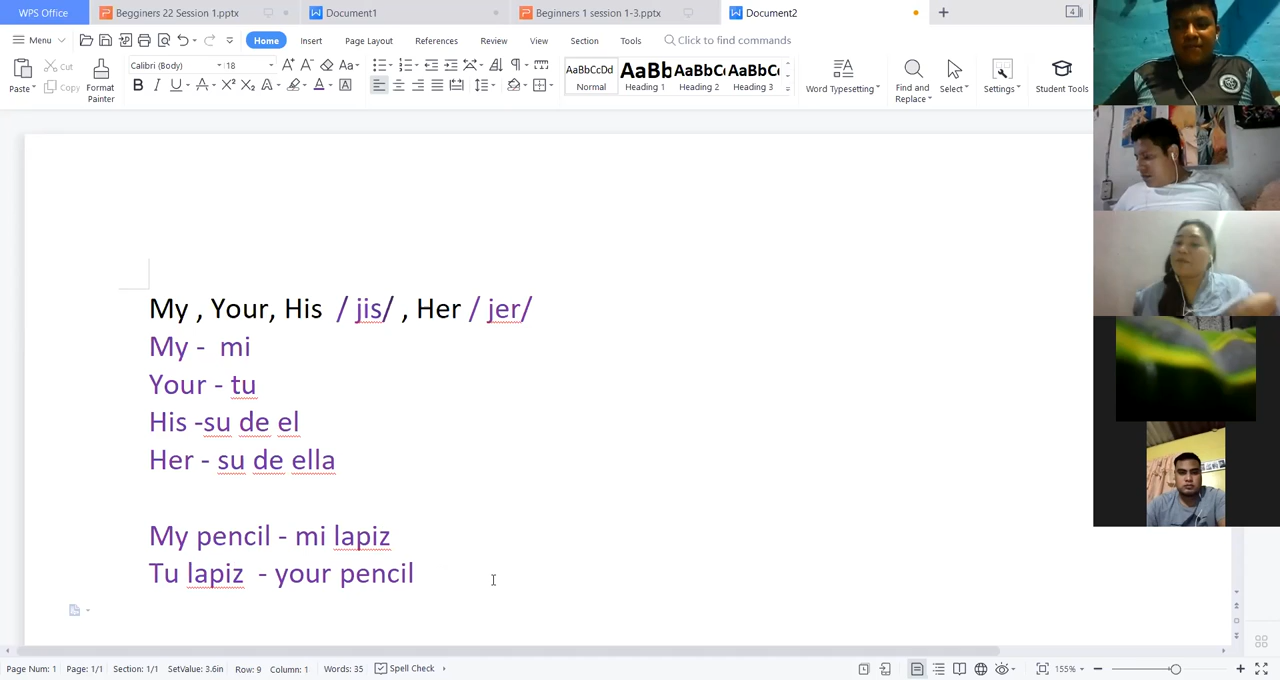 WPS Office
Begginers 22 Session 1.pptx
Document1
Beginners 1 session 1-3.pptx
Document2
4
Menu
Home
Insert
Page Layout
References
Review
View
Section
Tools
Click to find commands
Paste
Cut
Copy
Format Painter
Calibri (Body)
18
AaBbCcDd
Normal
AaBb
Heading 1
AaBbC
Heading 2
AaBbC
Heading 3
Word Typesetting
Find and Replace
Select
Settings
Student Tools
My , Your, His / jis/ , Her / jer/
My - mi
Your - tu
His -su de el
Her - su de ella
My pencil - mi lapiz
Tu lapiz - your pencil
Page Num: 1 Page: 1/1 Section: 1/1 SetValue: 3.6in Row: 9 Column: 1 Words: 35 Spell Check
155%